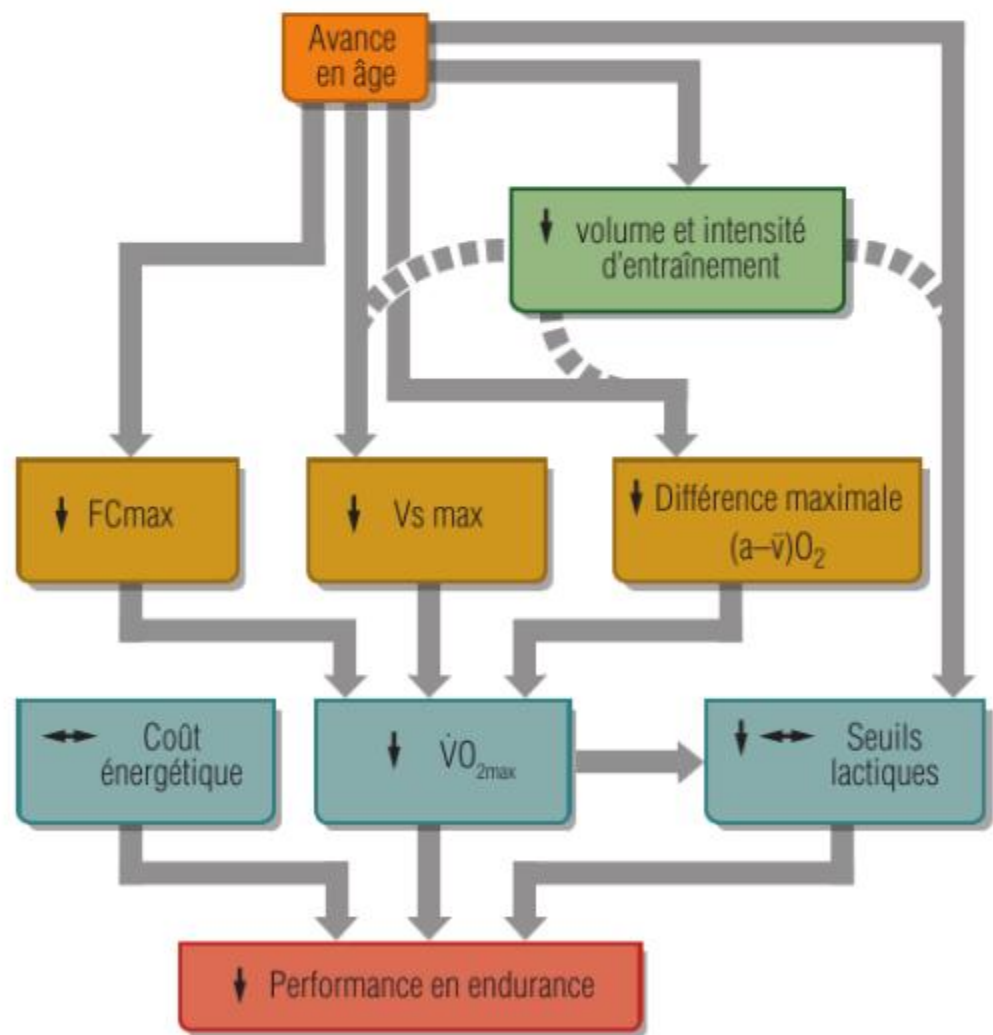 Avance
en âge
↓ volume et intensité
d'entraînement
↓ FCmax
↓ Vs max
↓ Différence maximale
(a–v̄)O₂
↔ Coût
énergétique
↓ V̇O₂max
↓ ↔ Seuils
lactiques
↓ Performance en endurance